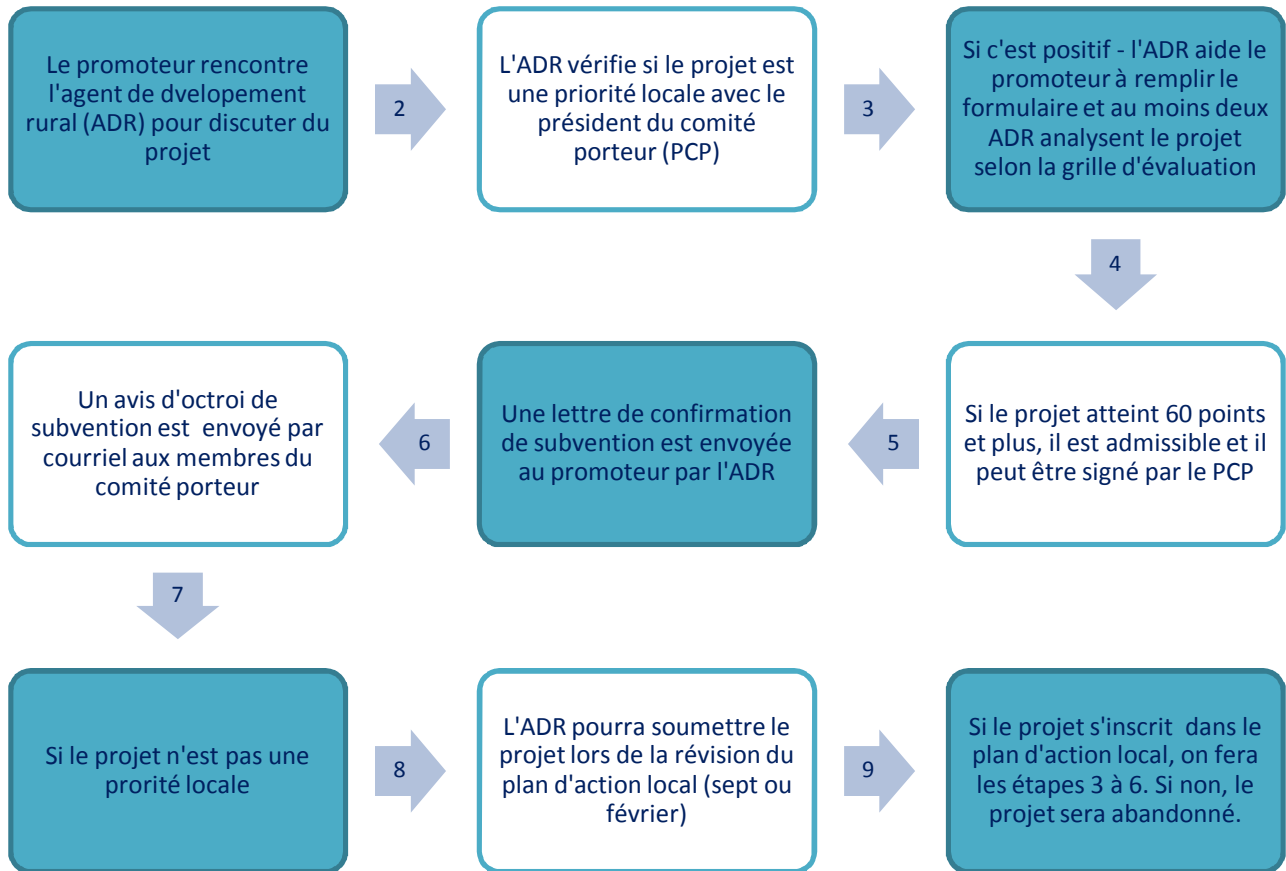 Le promoteur rencontre
l'agent de dvelopement
rural (ADR) pour discuter du
projet
2
L'ADR vérifie si le projet est
une priorité locale avec le
président du comité
porteur (PCP)
3
Si c'est positif - l'ADR aide le
promoteur à remplir le
formulaire et au moins deux
ADR analysent le projet
selon la grille d'évaluation
4
Si le projet atteint 60 points
et plus, il est admissible et il
peut être signé par le PCP
5
Une lettre de confirmation
de subvention est envoyée
au promoteur par l'ADR
6
Un avis d'octroi de
subvention est envoyé par
courriel aux membres du
comité porteur
7
Si le projet n'est pas une
prorité locale
8
L'ADR pourra soumettre le
projet lors de la révision du
plan d'action local (sept ou
février)
9
Si le projet s'inscrit dans le
plan d'action local, on fera
les étapes 3 à 6. Si non, le
projet sera abandonné.